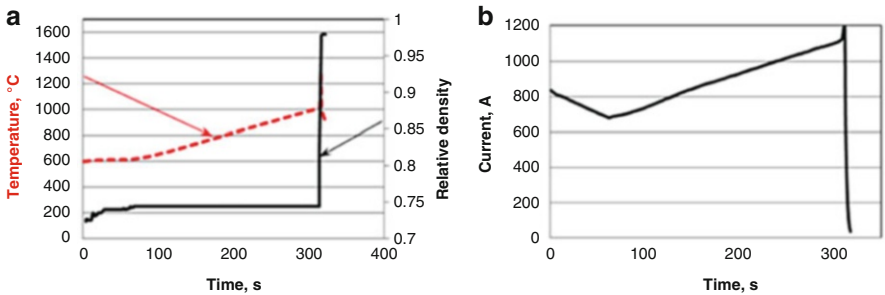 a
1600
1400
1200
1000
800
600
400
200
0
Temperature, °C
1
0.95
0.9
0.85
0.8
0.75
0.7
Relative density
0 100 200 300 400
Time, s
b
1200
1000
800
600
400
200
0
Current, A
0 100 200 300
Time, s